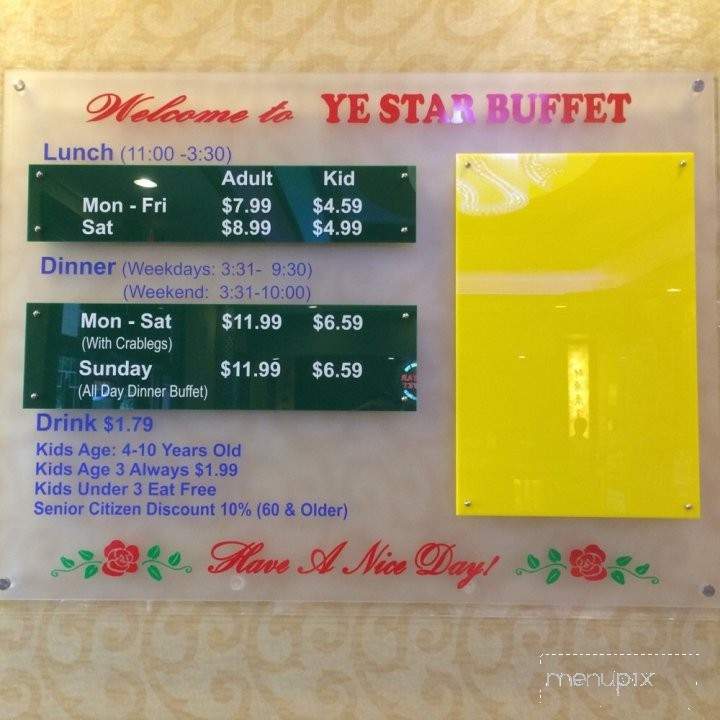 Welcome to YE STAR BUFFET
Lunch (11:00 -3:30)
Adult Kid
Mon - Fri $7.99 $4.59
Sat $8.99 $4.99
Dinner (Weekdays: 3:31- 9:30)
(Weekend: 3:31-10:00)
Mon - Sat $11.99 $6.59
(With Crablegs)
Sunday $11.99 $6.59
(All Day Dinner Buffet)
Drink $1.79
Kids Age: 4-10 Years Old
Kids Age 3 Always $1.99
Kids Under 3 Eat Free
Senior Citizen Discount 10% (60 & Older)
Have A Nice Day!
menupix